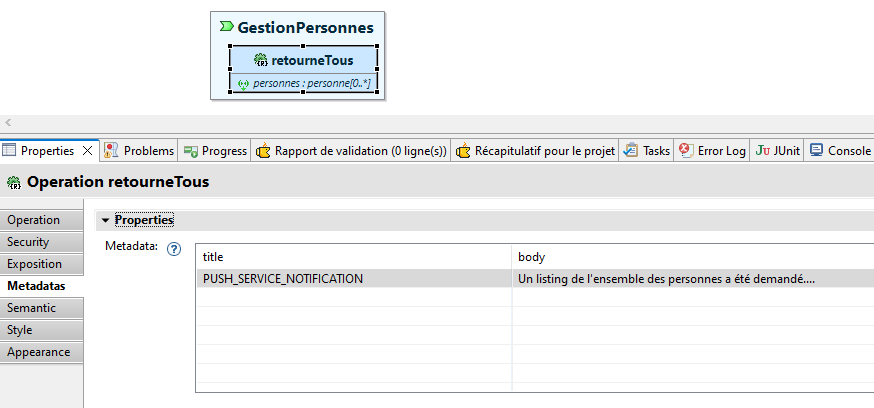 GestionPersonnes
retourneTous
personnes : personne[0..*]
Properties Problems Progress Rapport de validation (0 ligne(s)) Récapitulatif pour le projet Tasks Error Log JUnit Console
Operation retourneTous
Operation
Security
Exposition
Metadatas
Semantic
Style
Appearance
Properties
Metadata:
title body
PUSH_SERVICE_NOTIFICATION Un listing de l'ensemble des personnes a été demandé....